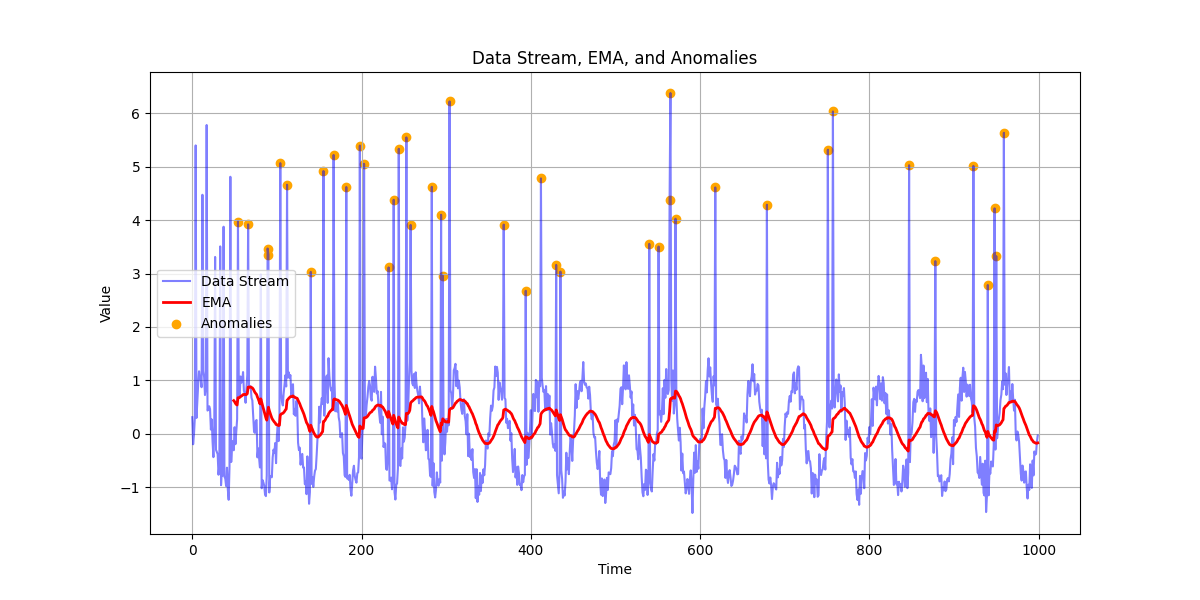 Data Stream, EMA, and Anomalies
6
5
4
3
2
1
0
−1
Value
Data Stream
EMA
Anomalies
0 200 400 600 800 1000
Time